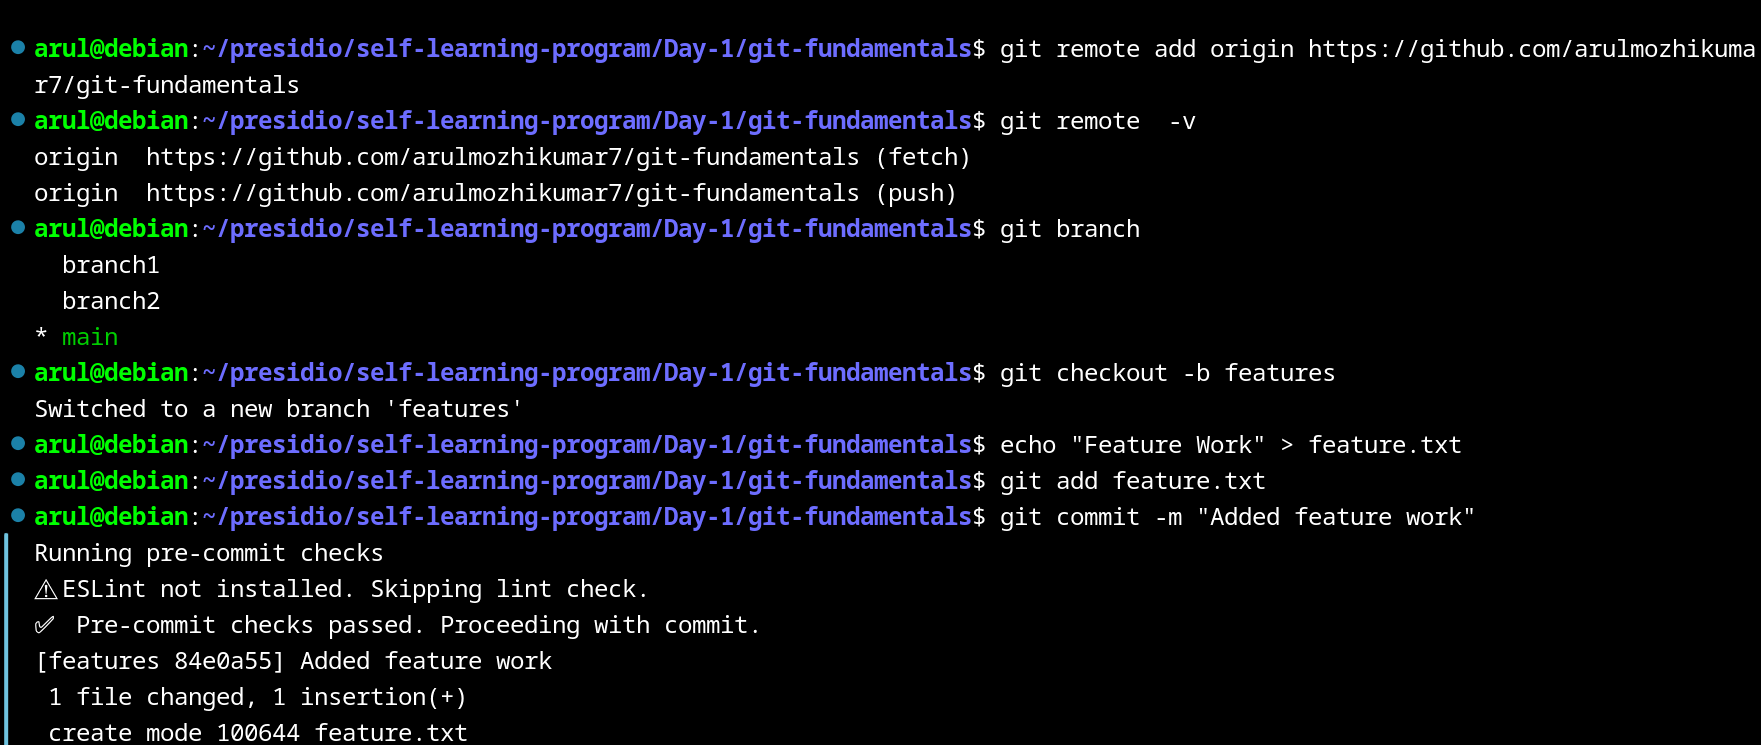 arul@debian:~/presidio/self-learning-program/Day-1/git-fundamentals$ git remote add origin https://github.com/arulmozhikuma
r7/git-fundamentals
arul@debian:~/presidio/self-learning-program/Day-1/git-fundamentals$ git remote  -v
origin  https://github.com/arulmozhikumar7/git-fundamentals (fetch)
origin  https://github.com/arulmozhikumar7/git-fundamentals (push)
arul@debian:~/presidio/self-learning-program/Day-1/git-fundamentals$ git branch
  branch1
  branch2
* main
arul@debian:~/presidio/self-learning-program/Day-1/git-fundamentals$ git checkout -b features
Switched to a new branch 'features'
arul@debian:~/presidio/self-learning-program/Day-1/git-fundamentals$ echo "Feature Work" > feature.txt
arul@debian:~/presidio/self-learning-program/Day-1/git-fundamentals$ git add feature.txt
arul@debian:~/presidio/self-learning-program/Day-1/git-fundamentals$ git commit -m "Added feature work"
Running pre-commit checks
⚠ESLint not installed. Skipping lint check.
✅ Pre-commit checks passed. Proceeding with commit.
[features 84e0a55] Added feature work
 1 file changed, 1 insertion(+)
 create mode 100644 feature.txt